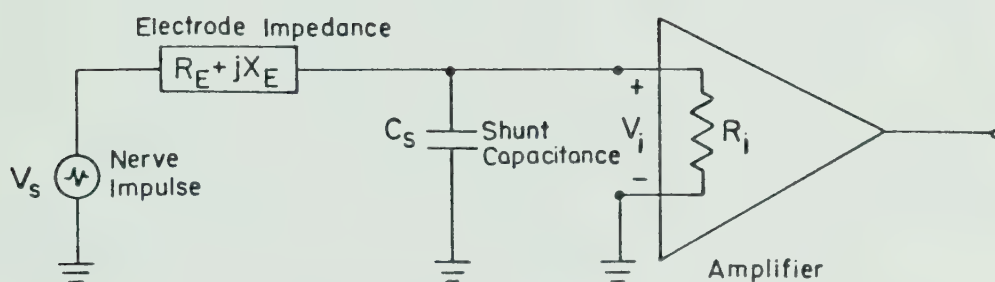 Electrode Impedance
R_E + jX_E
C_S
Shunt
Capacitance
V_i
+
-
R_i
V_s
Nerve
Impulse
Amplifier